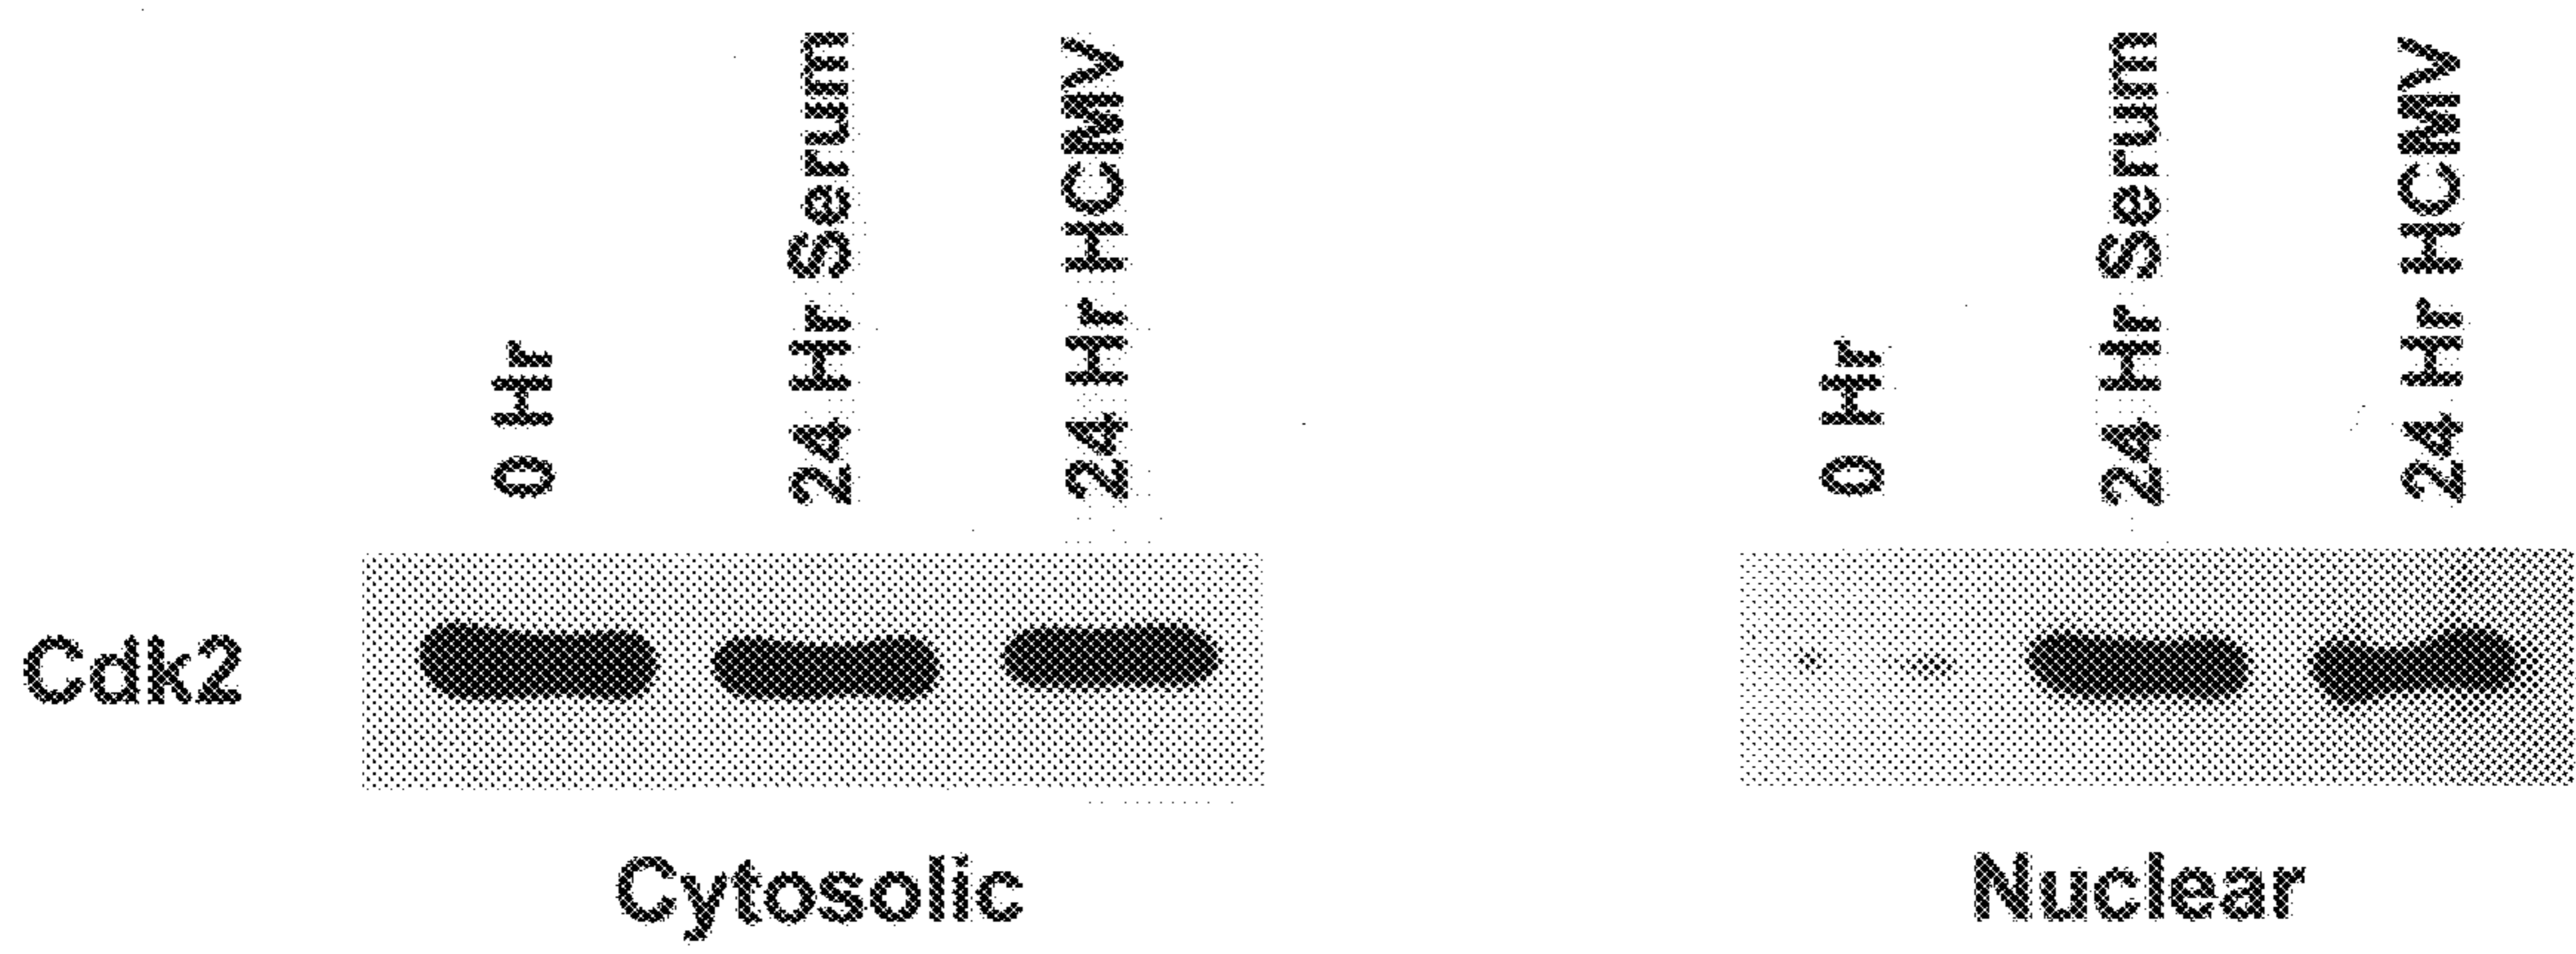 0 Hr
24 Hr Serum
24 Hr HCMV
0 Hr
24 Hr Serum
24 Hr HCMV
Cdk2
Cytosolic
Nuclear